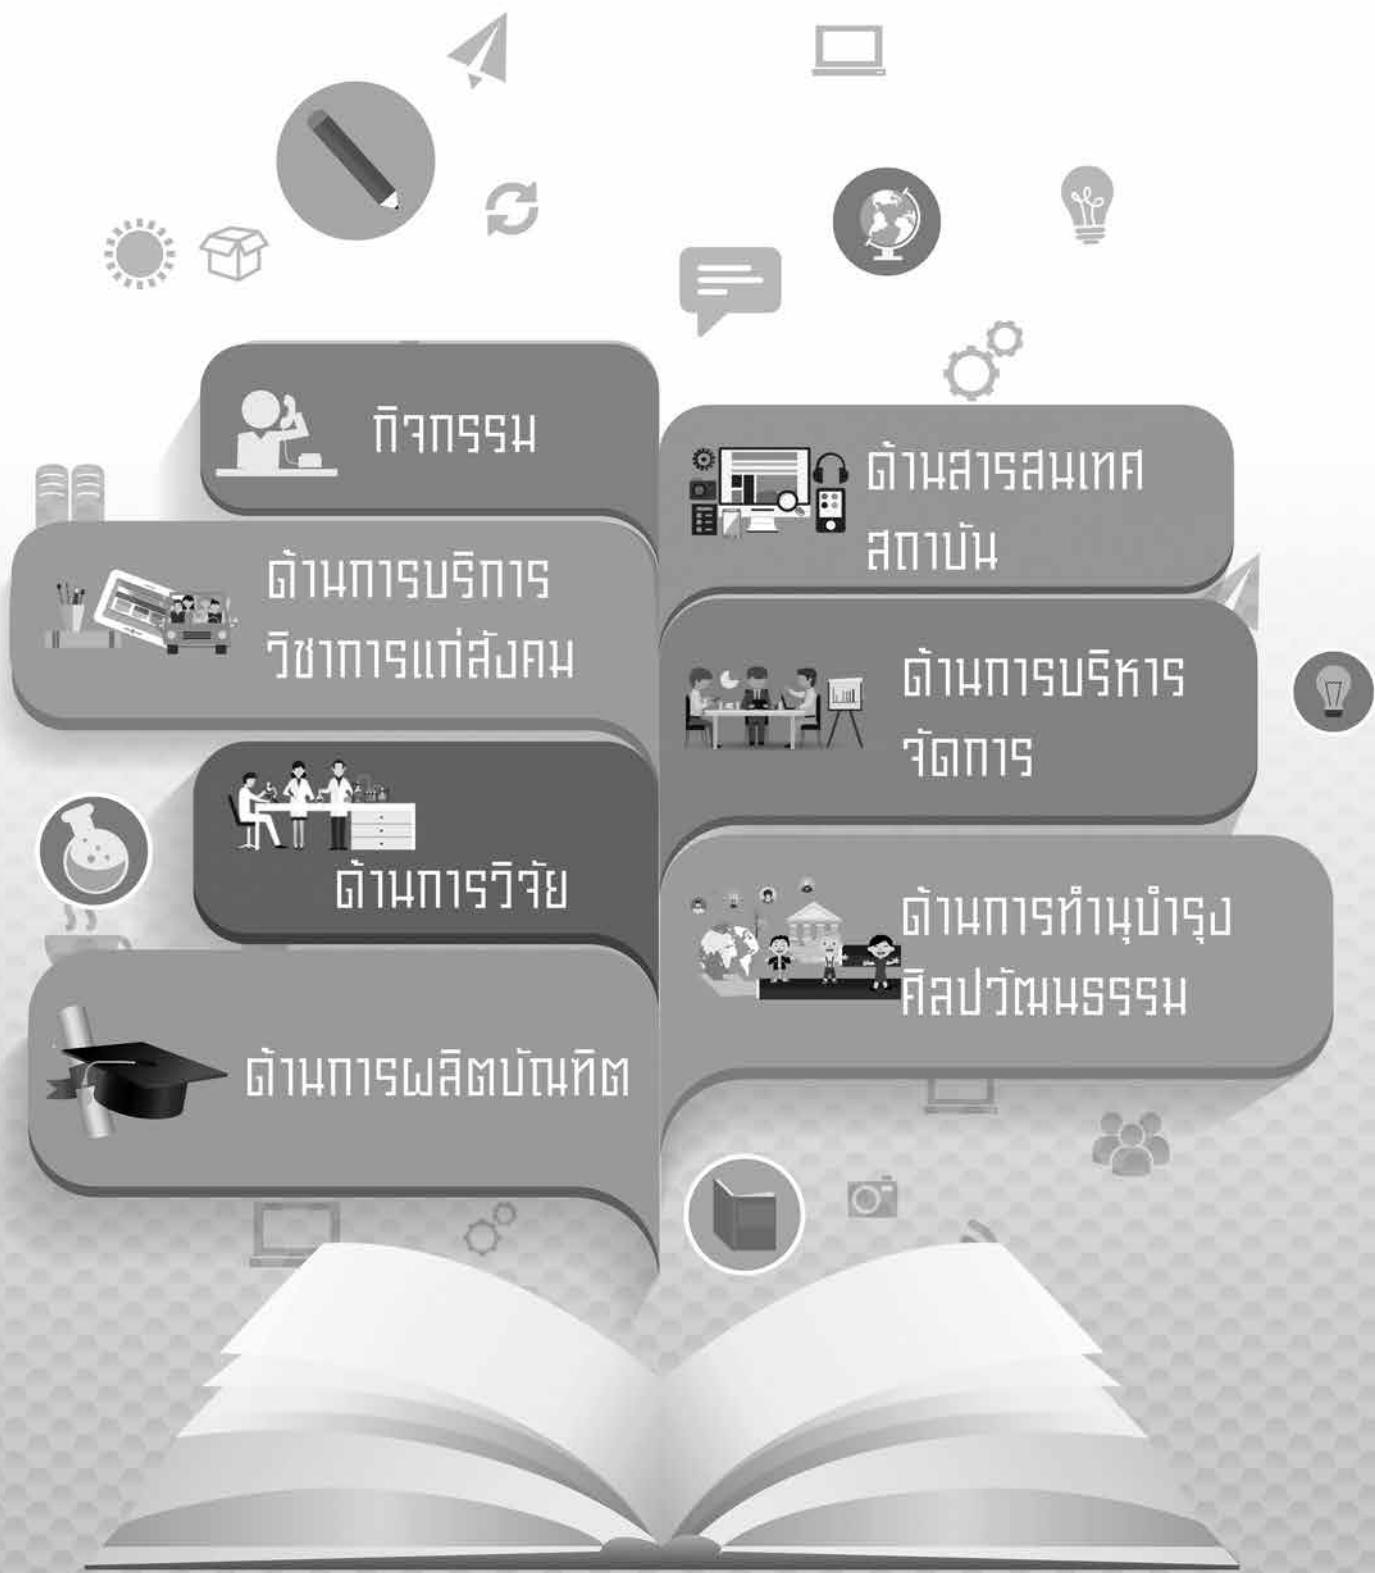 กิจกรรม
ด้านสารสนเทศ
สถาบัน
ด้านการบริการ
วิชาการแก่สังคม
ด้านการบริหาร
จัดการ
ด้านการวิจัย
ด้านการทำนุบำรุง
ศิลปวัฒนธรรม
ด้านการผลิตบัณฑิต